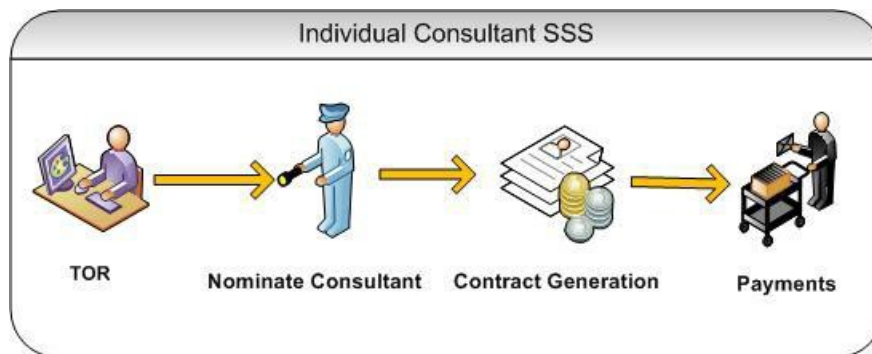 Individual Consultant SSS
TOR
Nominate Consultant
Contract Generation
Payments